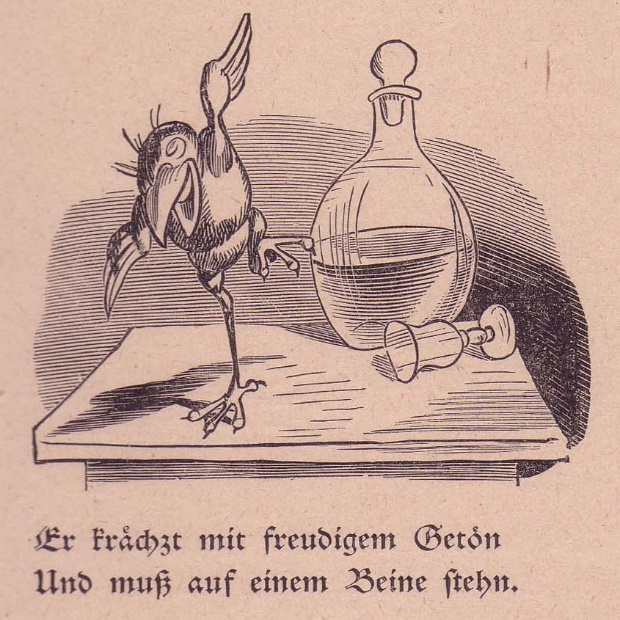 Er krächzt mit freudigem Getön
Und muß auf einem Beine stehn.